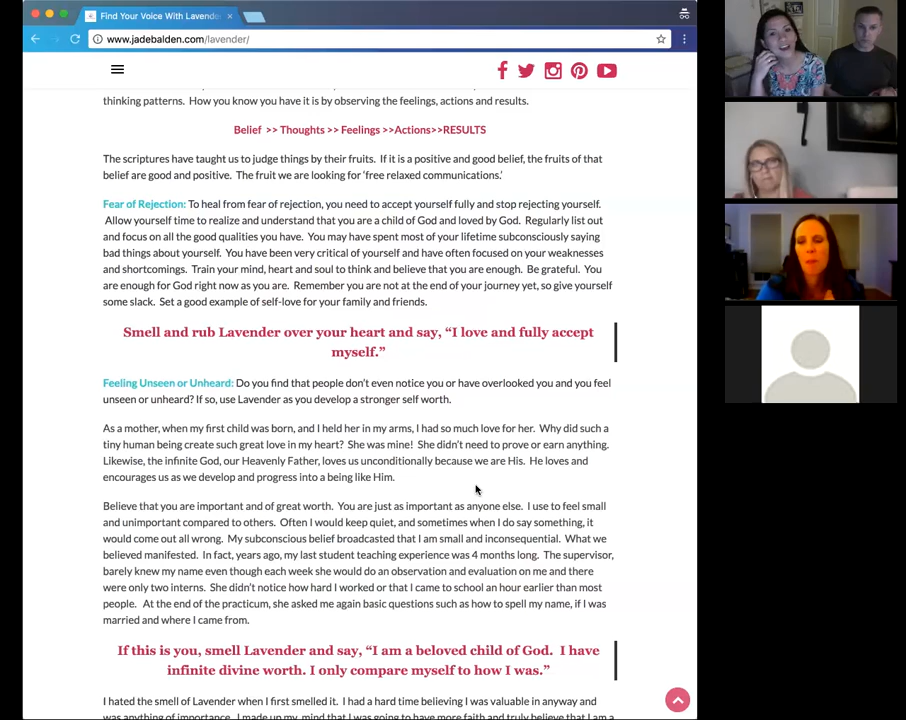 Find Your Voice With Lavende
www.jadebalden.com/lavender/
thinking patterns. How you know you have it is by observing the feelings, actions and results.
Belief >> Thoughts >> Feelings >>Actions>>RESULTS
The scriptures have taught us to judge things by their fruits. If it is a positive and good belief, the fruits of that
belief are good and positive. The fruit we are looking for ‘free relaxed communications.’
Fear of Rejection: To heal from fear of rejection, you need to accept yourself fully and stop rejecting yourself.
Allow yourself time to realize and understand that you are a child of God and loved by God. Regularly list out
and focus on all the good qualities you have. You may have spent most of your lifetime subconsciously saying
bad things about yourself. You have been very critical of yourself and have often focused on your weaknesses
and shortcomings. Train your mind, heart and soul to think and believe that you are enough. Be grateful. You
are enough for God right now as you are. Remember you are not at the end of your journey yet, so give yourself
some slack. Set a good example of self-love for your family and friends.
Smell and rub Lavender over your heart and say, “I love and fully accept
myself.”
Feeling Unseen or Unheard: Do you find that people don’t even notice you or have overlooked you and you feel
unseen or unheard? If so, use Lavender as you develop a stronger self worth.
As a mother, when my first child was born, and I held her in my arms, I had so much love for her. Why did such a
tiny human being create such great love in my heart? She was mine! She didn’t need to prove or earn anything.
Likewise, the infinite God, our Heavenly Father, loves us unconditionally because we are His. He loves and
encourages us as we develop and progress into a being like Him.
Believe that you are important and of great worth. You are just as important as anyone else. I use to feel small
and unimportant compared to others. Often I would keep quiet, and sometimes when I do say something, it
would come out all wrong. My subconscious belief broadcasted that I am small and inconsequential. What we
believed manifested. In fact, years ago, my last student teaching experience was 4 months long. The supervisor,
barely knew my name even though each week she would do an observation and evaluation on me and there
were only two interns. She didn’t notice how hard I worked or that I came to school an hour earlier than most
people. At the end of the practicum, she asked me again basic questions such as how to spell my name, if I was
married and where I came from.
If this is you, smell Lavender and say, “I am a beloved child of God. I have
infinite divine worth. I only compare myself to how I was.”
I hated the smell of Lavender when I first smelled it. I had a hard time believing I was valuable in anyway and
was anything of importance. I made up my mind that I was going to have more faith and truly believe that I am a